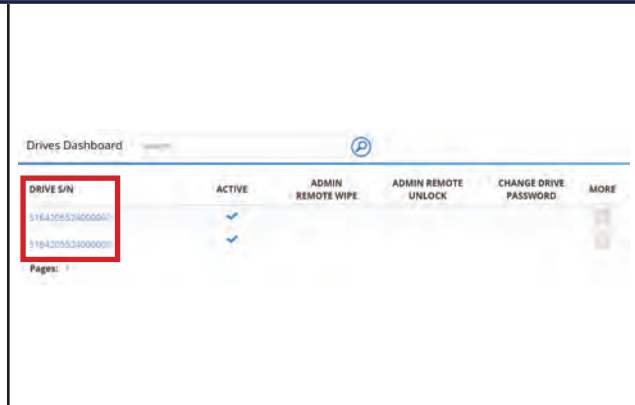 Drives Dashboard
DRIVE S/N ACTIVE ADMIN REMOTE WIPE ADMIN REMOTE UNLOCK CHANGE DRIVE PASSWORD MORE
Pages: